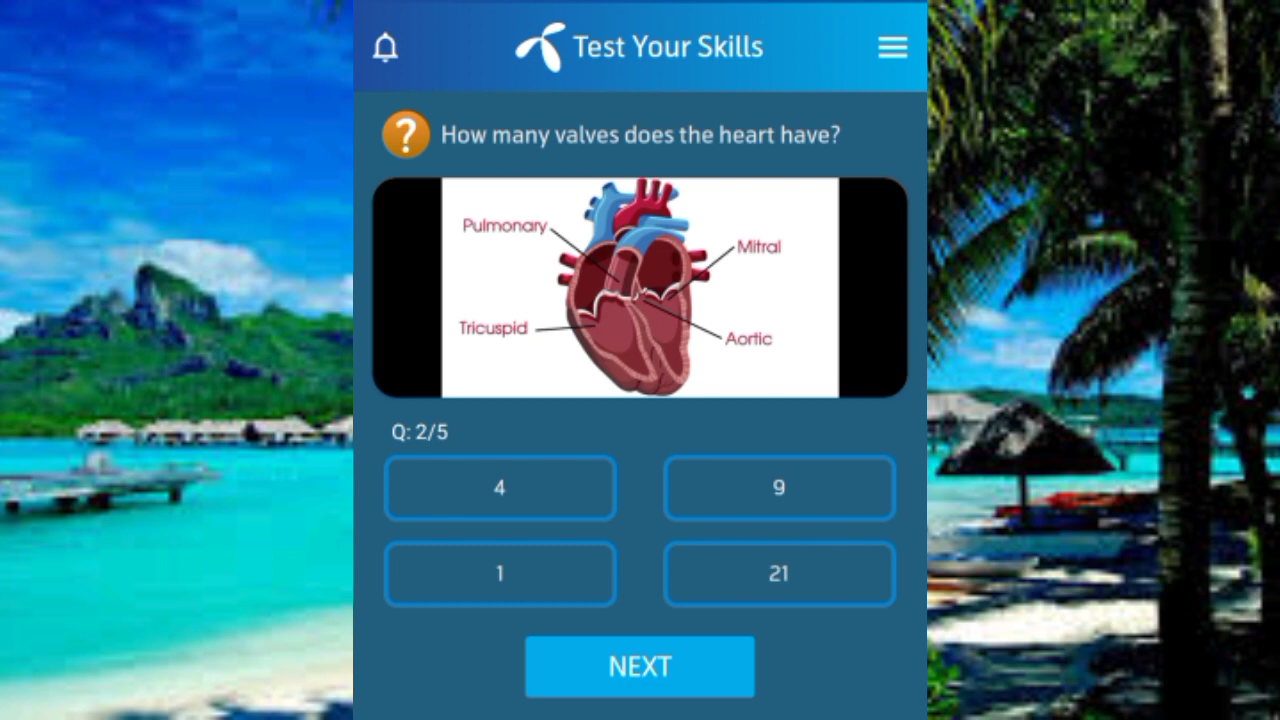 Test Your Skills
? How many valves does the heart have?
Pulmonary
Mitral
Tricuspid
Aortic
Q: 2/5
4
9
1
21
NEXT